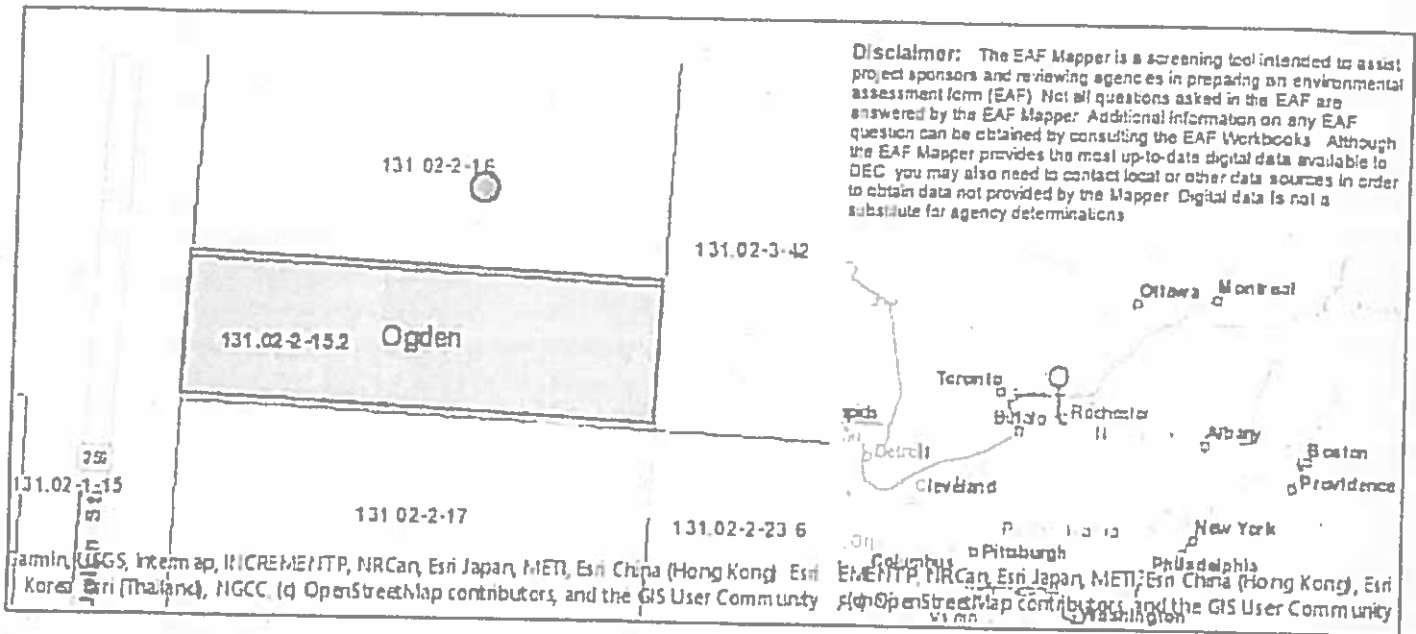 Disclaimer: The EAF Mapper is a screening tool intended to assist
project sponsors and reviewing agencies in preparing an environmental
assessment form (EAF). Not all questions asked in the EAF are
answered by the EAF Mapper. Additional information on any EAF
question can be obtained by consulting the EAF Workbooks. Although
the EAF Mapper provides the most up-to-date digital data available to
DEC, you may also need to contact local or other data sources in order
to obtain data not provided by the Mapper. Digital data is not a
substitute for agency determinations.
131 02-2-16
131.02-3-42
131.02-2-15.2 Ogden
259
131.02-1-15
131 02-2-17
131.02-2-23 6
Ottawa
Montreal
Toronto
Buffalo
Rochester
Albany
Detroit
Boston
Cleveland
Providence
New York
Pittsburgh
Philadelphia
Columbus
Washington
Garmin, USGS, Intermap, INCREMENT P, NRCan, Esri Japan, METI, Esri China (Hong Kong) Esri
Korea, Esri (Thailand), NGCC, (c) OpenStreetMap contributors, and the GIS User Community
EMENT P, NRCan, Esri Japan, METI, Esri China (Hong Kong), Esri
OpenStreetMap contributors, and the GIS User Community